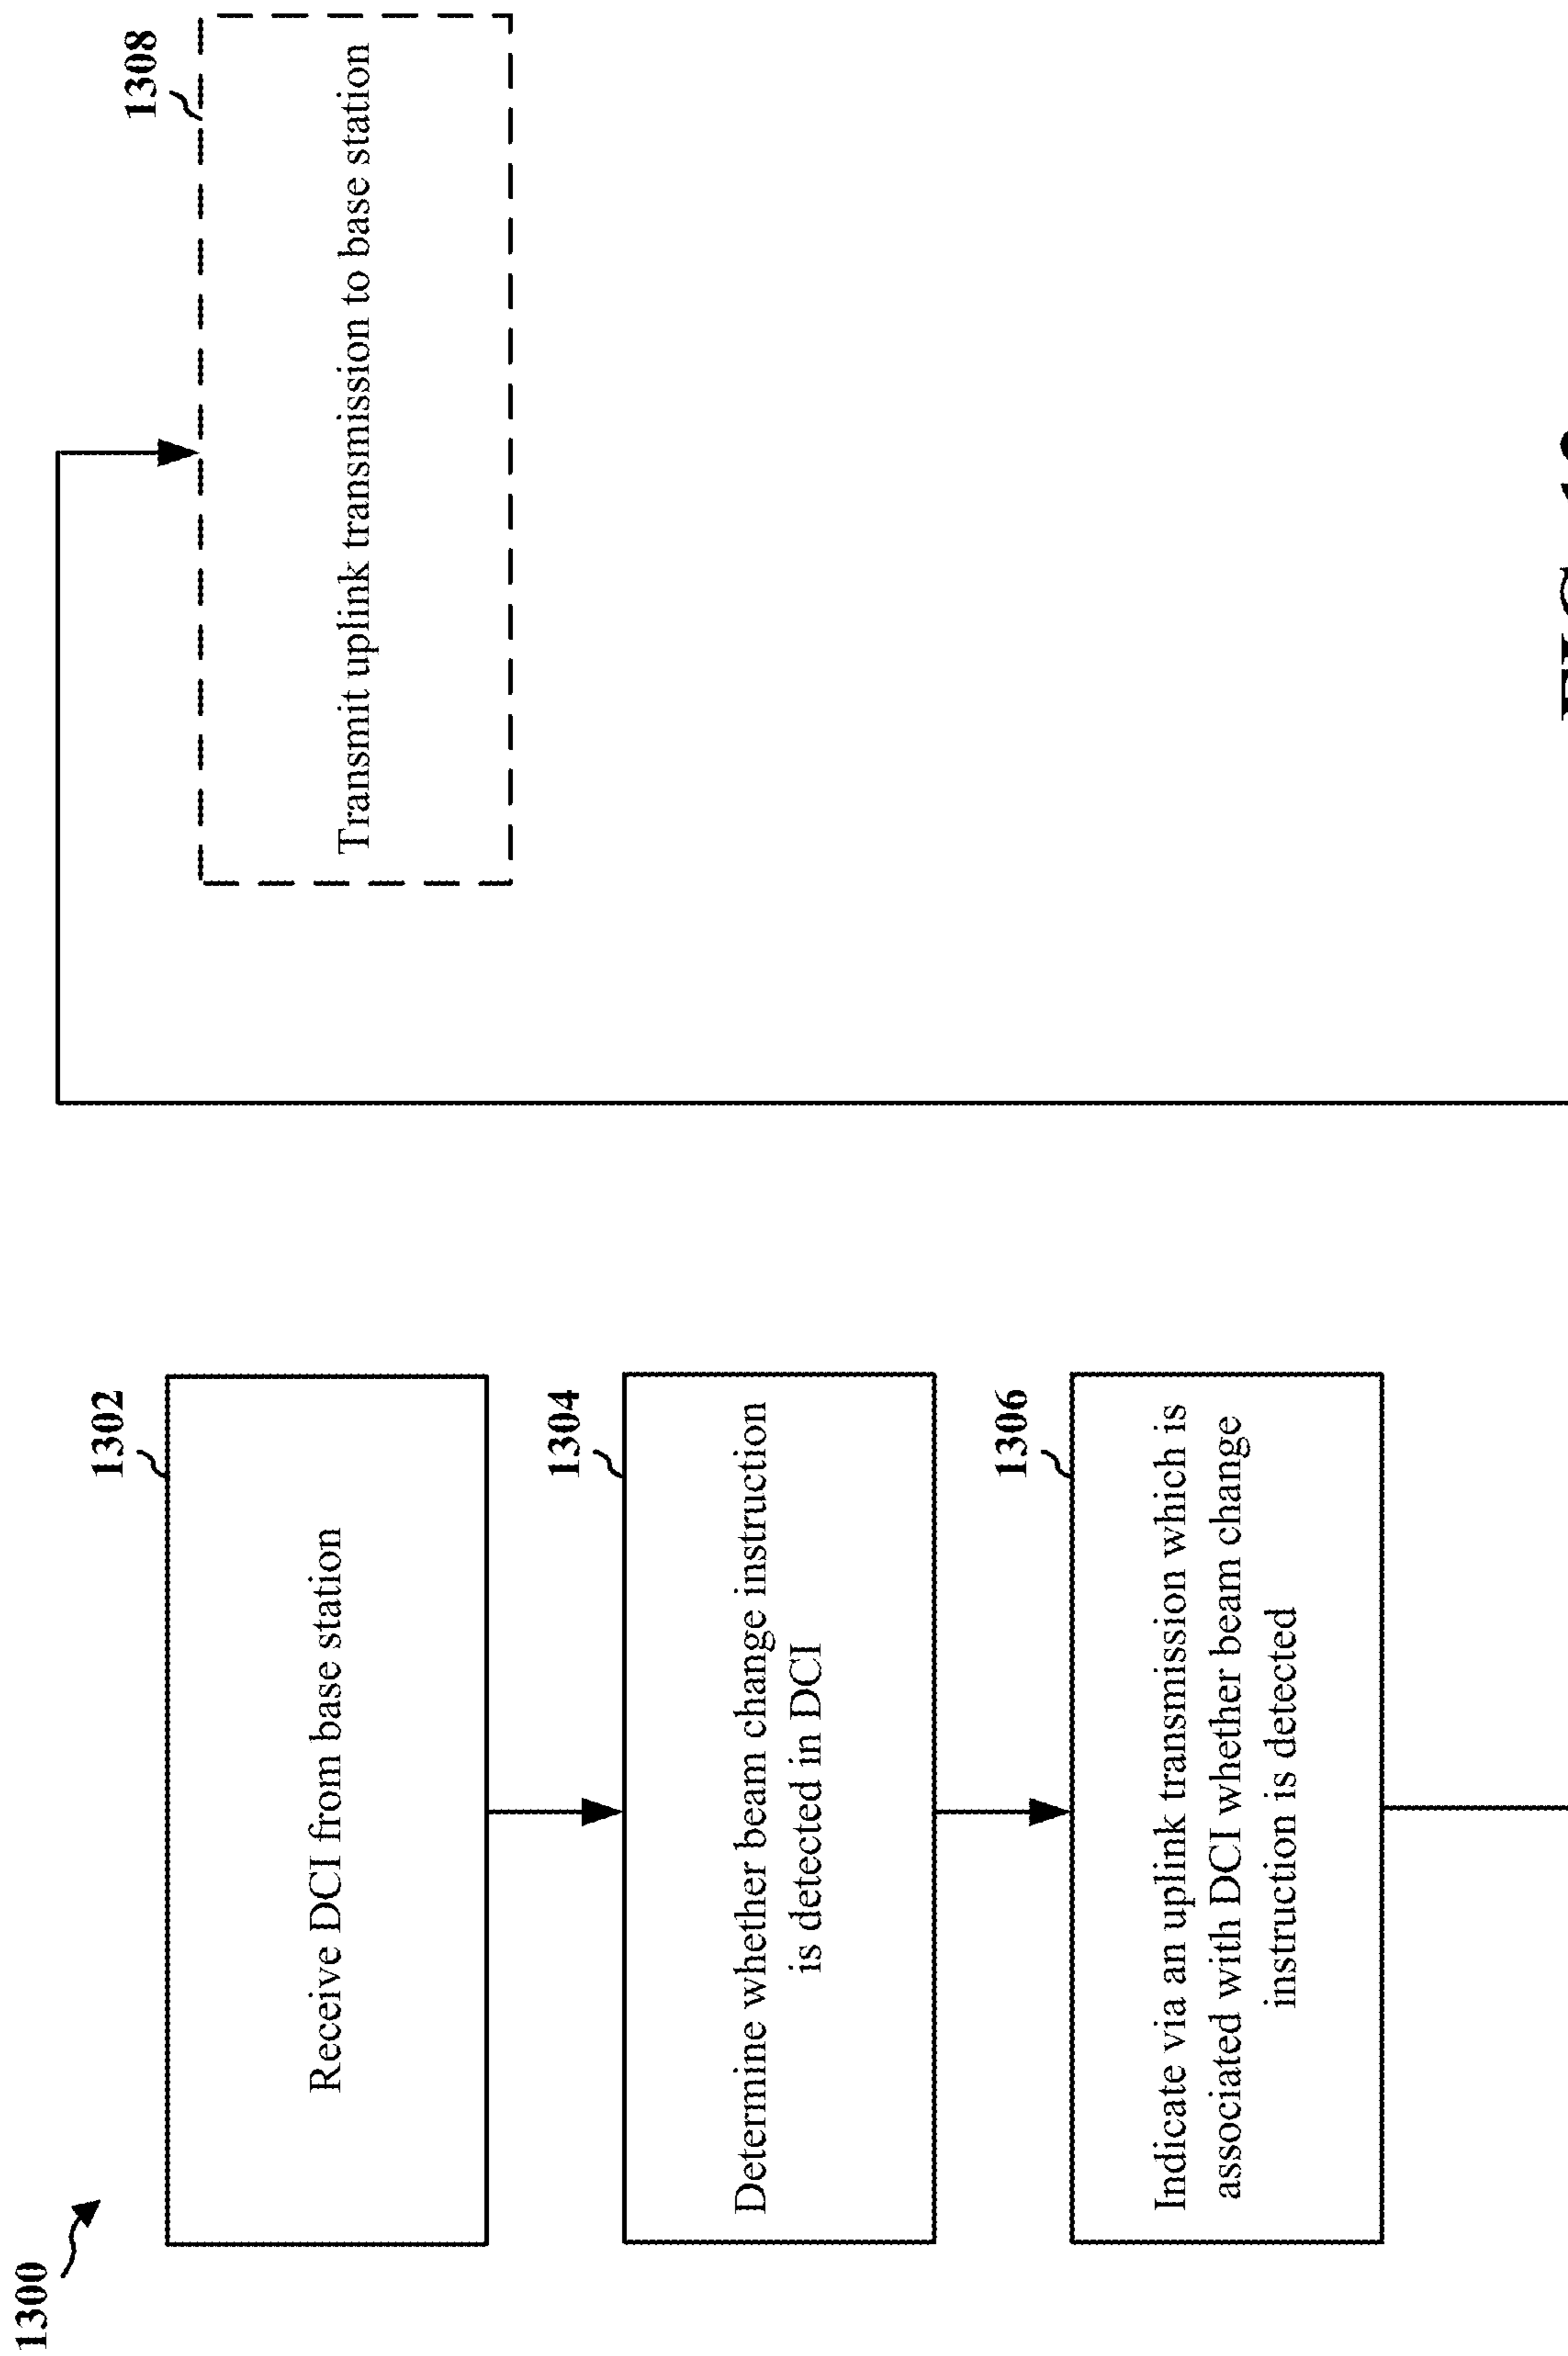 1300
1302
Receive DCI from base station
1304
Determine whether beam change instruction
is detected in DCI
1306
Indicate via an uplink transmission which is
associated with DCI whether beam change
instruction is detected
1308
Transmit uplink transmission to base station